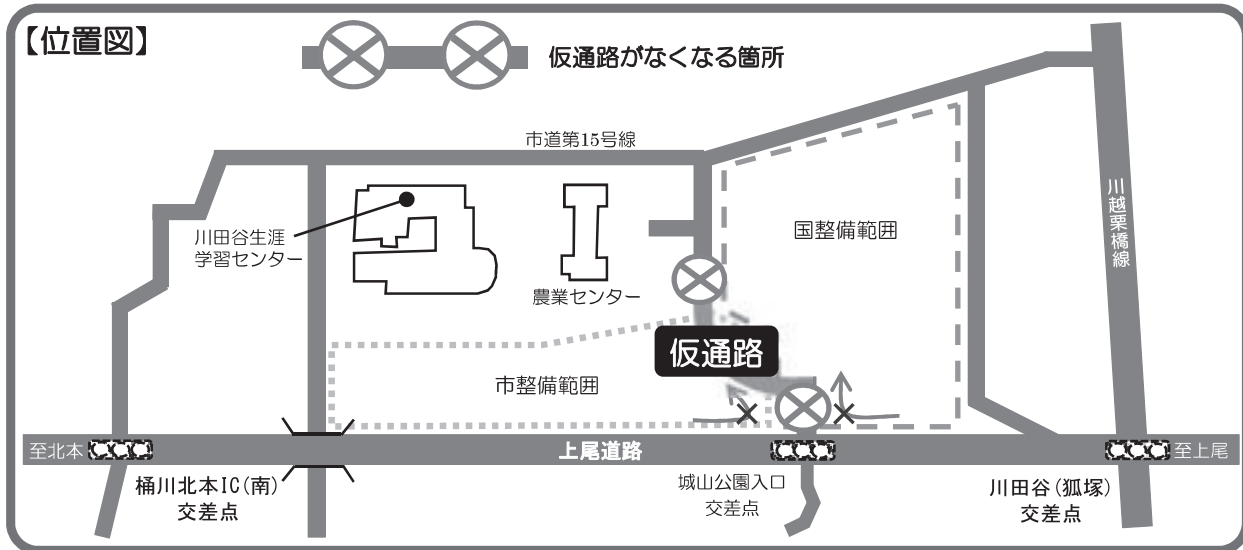 【位置図】
仮通路がなくなる箇所
市道第15号線
川越栗橋線
川田谷生涯
学習センター
農業センター
国整備範囲
仮通路
市整備範囲
至北本
上尾道路
至上尾
桶川北本IC(南)
交差点
城山公園入口
交差点
川田谷(狐塚)
交差点